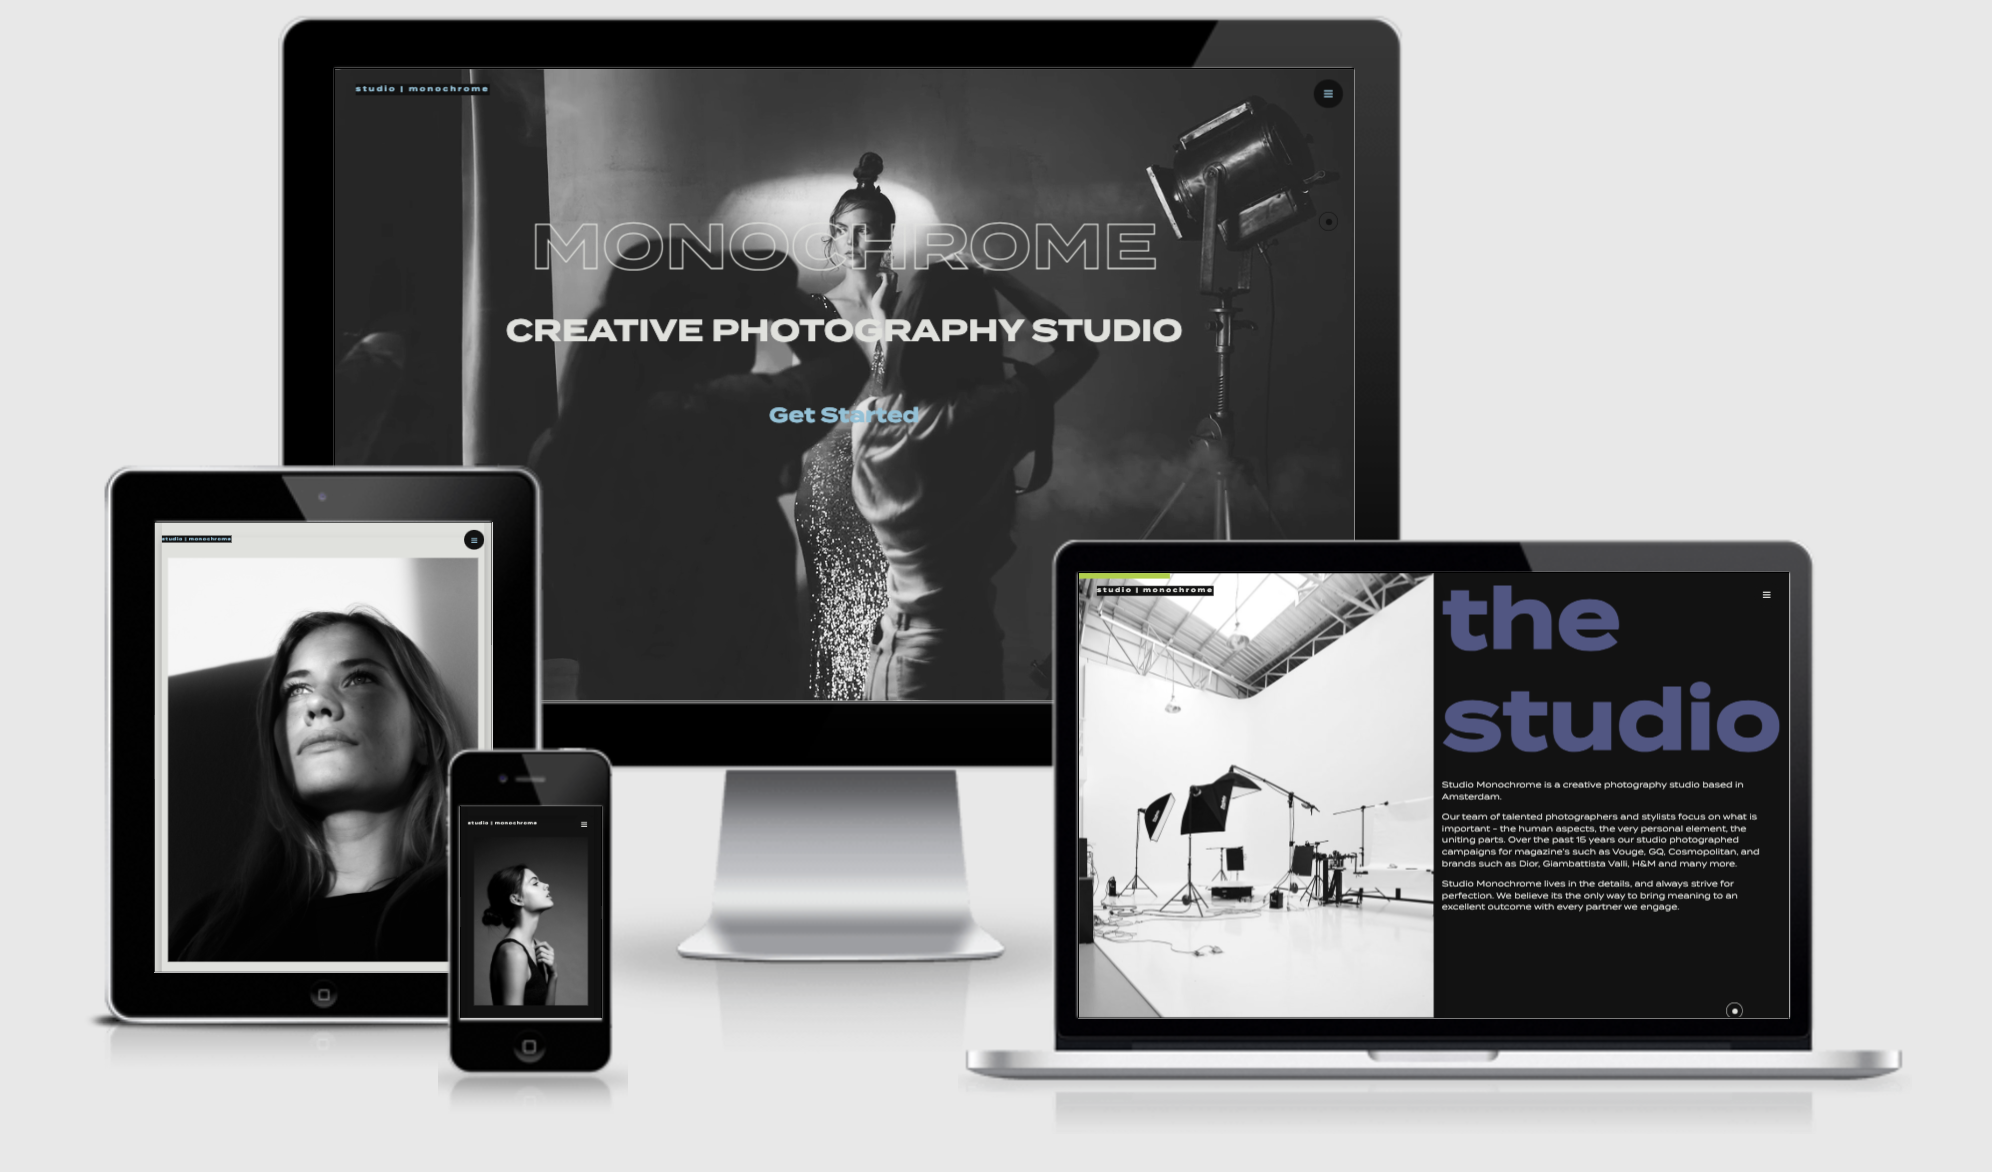 studio | monochrome
MONOCHROME
CREATIVE PHOTOGRAPHY STUDIO
Get Started
studio | monochrome
studio | monochrome
studio | monochrome
the
studio
Studio Monochrome is a creative photography studio based in
Amsterdam.
Our team of talented photographers and stylists focus on what is
important - the human aspects, the very personal element, the
uniting parts. Over the past 15 years our studio photographed
campaigns for magazine's such as Vouge, GQ, Cosmopolitan, and
brands such as Dior, Giambattista Valli, H&M and many more.
Studio Monochrome lives in the details, and always strive for
perfection. We believe its the only way to bring meaning to an
excellent outcome with every partner we engage.